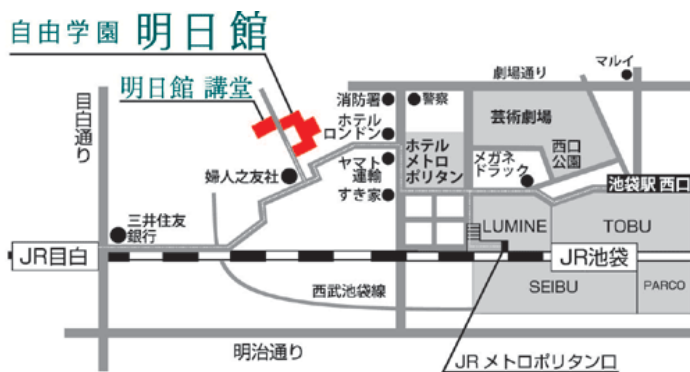 自由学園 明日館
明日館 講堂
目白通り
劇場通り
マルイ
消防署
警察
ホテル
ロンドン
芸術劇場
西口
公園
ホテル
メトロ
ポリタン
メガネ
ドラック
ヤマト
運輸
すき家
婦人之友社
池袋駅 西口
三井住友
銀行
LUMINE
TOBU
JR目白
JR池袋
西武池袋線
SEIBU
PARCO
明治通り
JRメトロポリタン口